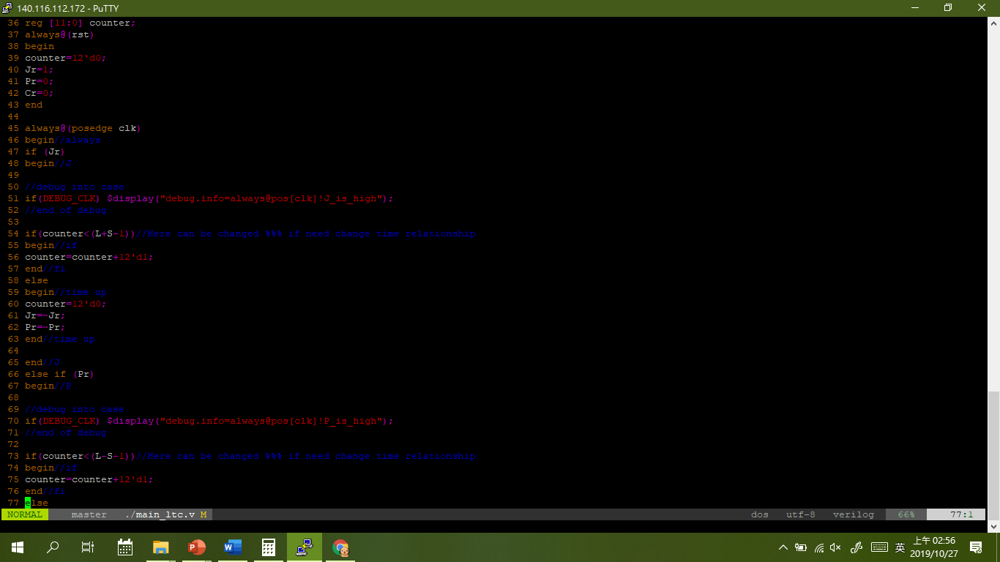 140.116.112.172 - PuTTY
36 reg [11:0] counter;
37 always@(rst)
38 begin
39 counter=12'd0;
40 Jr=1;
41 Pr=0;
42 Cr=0;
43 end
44
45 always@(posedge clk)
46 begin//always
47 if (Jr)
48 begin//J
49
50 //debug into case
51 if(DEBUG_CLK) $display("debug.info=always@pos[clk]!J_is_high");
52 //end of debug
53
54 if(counter<(L+S-1))//Here can be changed %%% if need change time relationship
55 begin//if
56 counter=counter+12'd1;
57 end//fi
58 else
59 begin//time up
60 counter=12'd0;
61 Jr=~Jr;
62 Pr=~Pr;
63 end//time up
64
65 end//J
66 else if (Pr)
67 begin//P
68
69 //debug into case
70 if(DEBUG_CLK) $display("debug.info=always@pos[clk]!P_is_high");
71 //end of debug
72
73 if(counter<(L-S-1))//Here can be changed %%% if need change time relationship
74 begin//if
75 counter=counter+12'd1;
76 end//fi
77 else
NORMAL master ./main_ltc.v M dos utf-8 verilog 66% 77:1
英 上午 02:56
2019/10/27